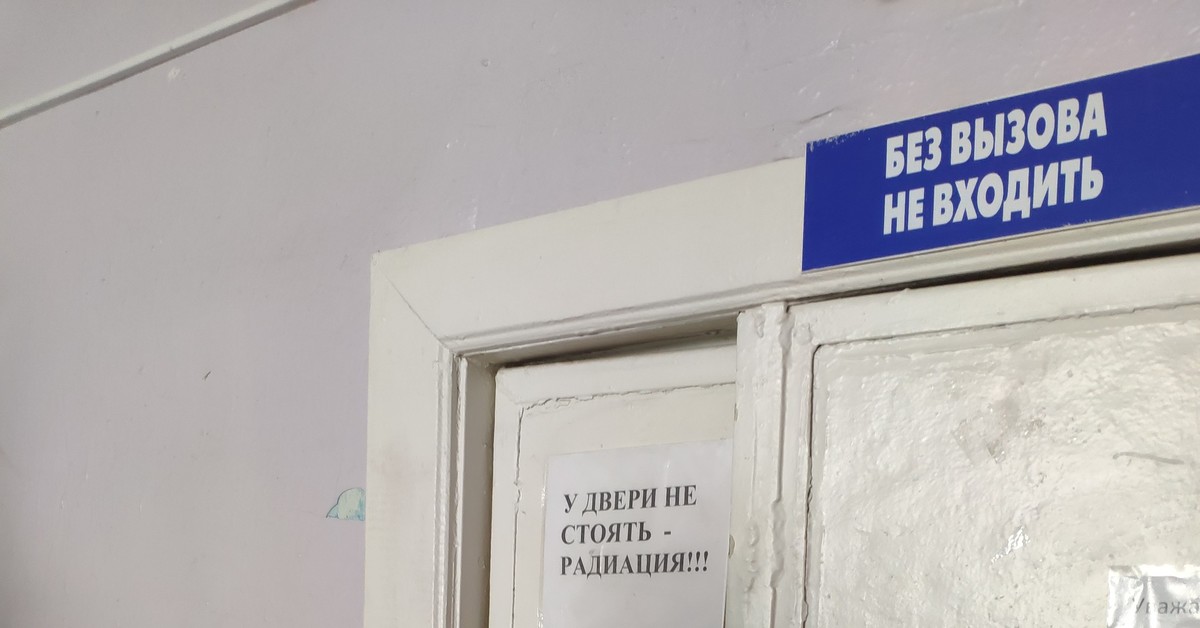 БЕЗ ВЫЗОВА
НЕ ВХОДИТЬ
У ДВЕРИ НЕ
СТОЯТЬ -
РАДИАЦИЯ!!!